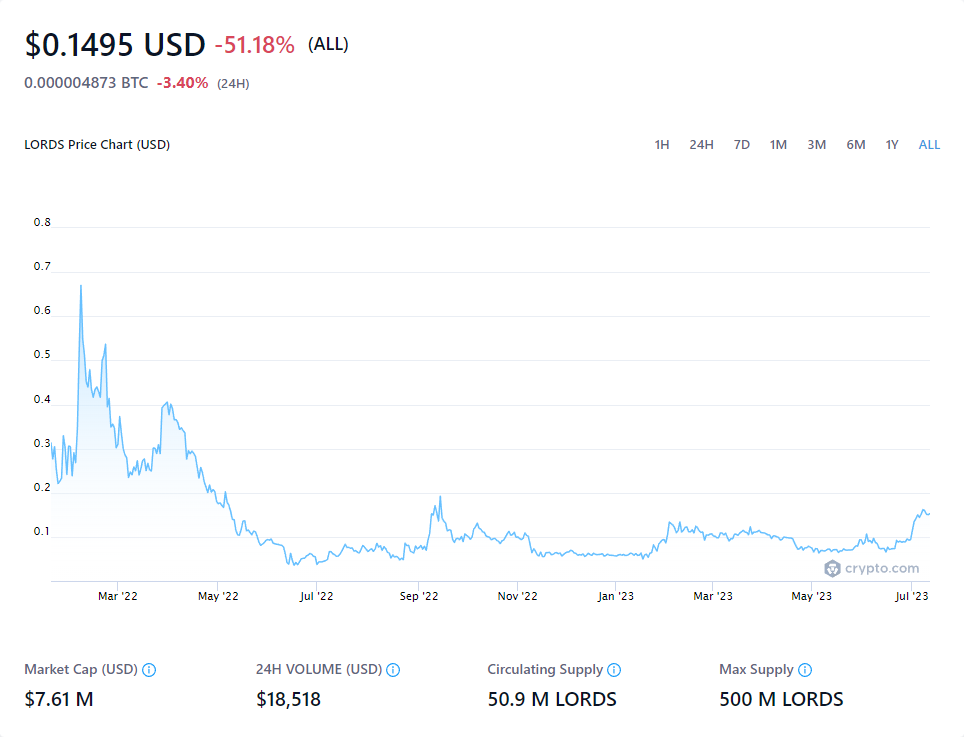 $0.1495 USD -51.18% (ALL)
0.000004873 BTC -3.40% (24H)
LORDS Price Chart (USD) 1H 24H 7D 1M 3M 6M 1Y ALL
0.8
0.7
0.6
0.5
0.4
0.3
0.2
0.1
crypto.com
Mar '22 May '22 Jul '22 Sep '22 Nov '22 Jan '23 Mar '23 May '23 Jul '23
Market Cap (USD) 24H VOLUME (USD) Circulating Supply Max Supply
$7.61 M $18,518 50.9 M LORDS 500 M LORDS